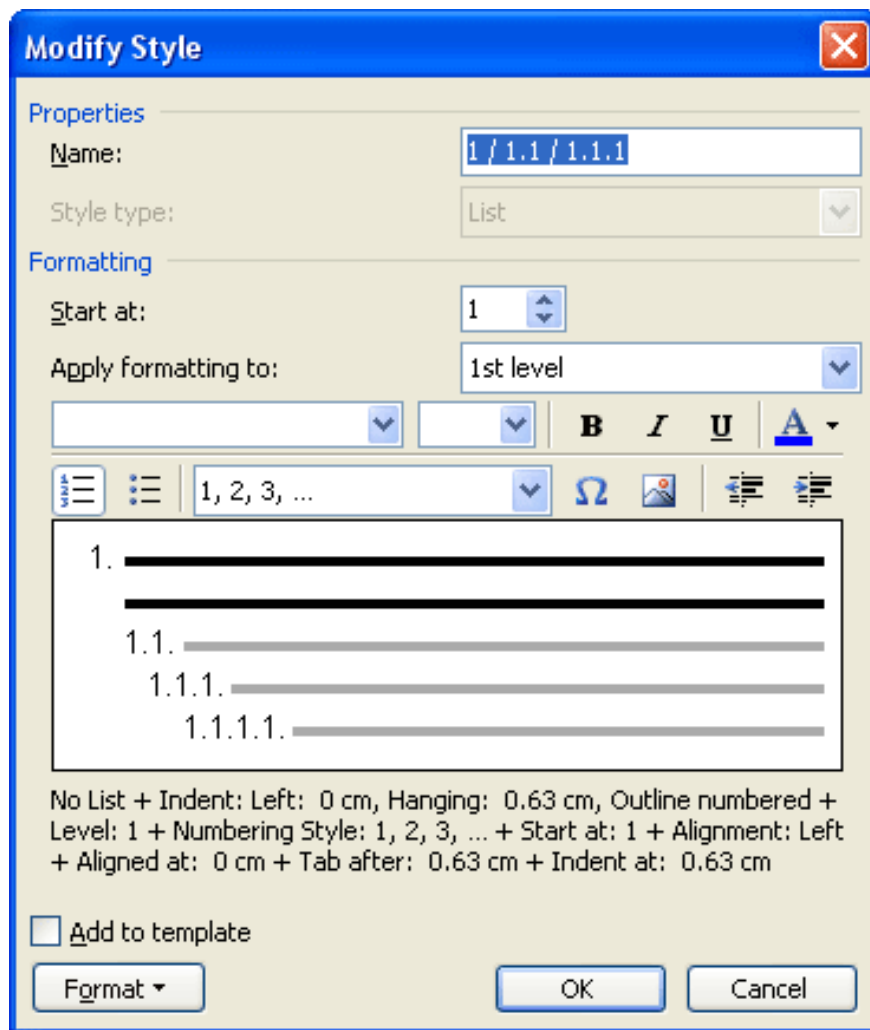 Modify Style
Properties
Name: 1 / 1.1 / 1.1.1
Style type: List
Formatting
Start at: 1
Apply formatting to: 1st level
B I U A
1, 2, 3, ... Ω
1.
1.1.
1.1.1.
1.1.1.1.
No List + Indent: Left: 0 cm, Hanging: 0.63 cm, Outline numbered +
Level: 1 + Numbering Style: 1, 2, 3, ... + Start at: 1 + Alignment: Left
+ Aligned at: 0 cm + Tab after: 0.63 cm + Indent at: 0.63 cm
Add to template
Format OK Cancel